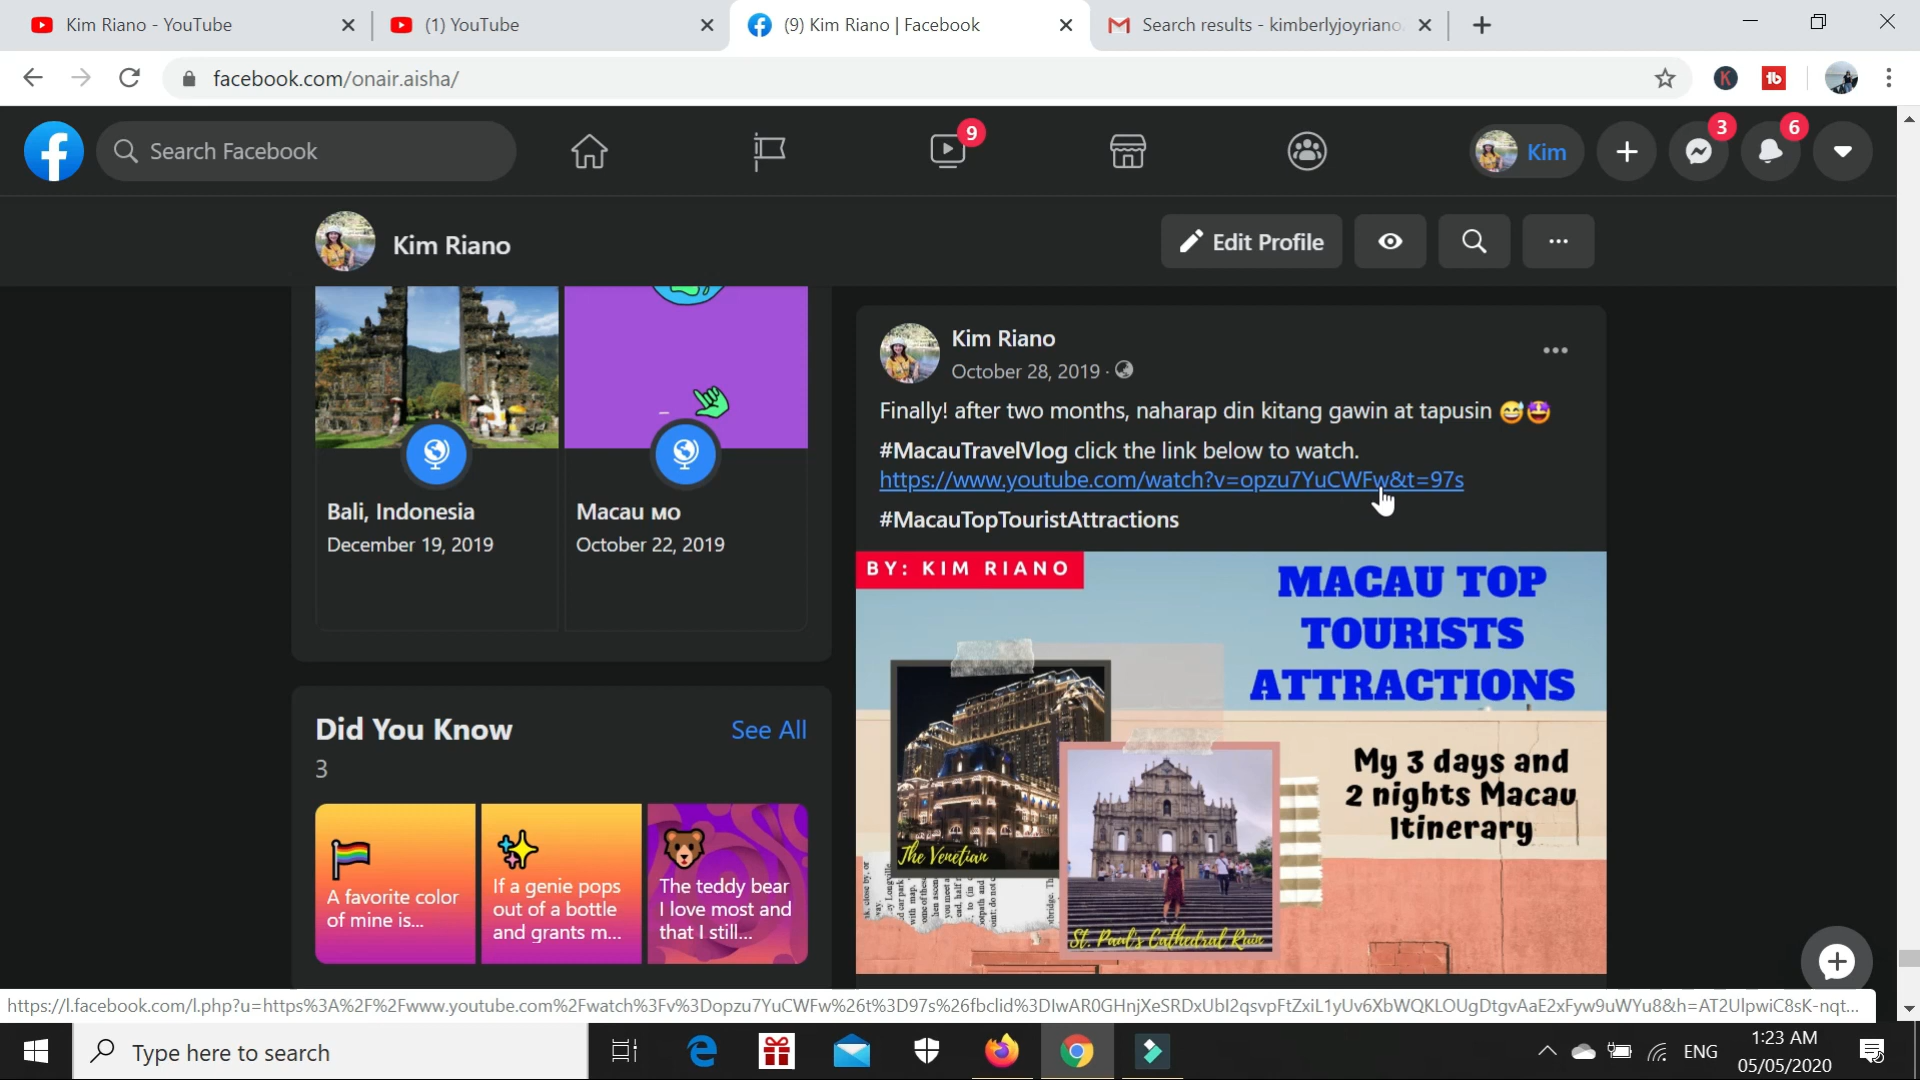 Kim Riano - YouTube
(1) YouTube
(9) Kim Riano | Facebook
Search results - kimberlyjoyriano
facebook.com/onair.aisha/
Search Facebook
9
Kim
3
6
Kim Riano
Edit Profile
Bali, Indonesia
December 19, 2019
Macau MO
October 22, 2019
Did You Know
See All
3
A favorite color
of mine is...
If a genie pops
out of a bottle
and grants m...
The teddy bear
I love most and
that I still...
Kim Riano
October 28, 2019 ·
Finally! after two months, naharap din kitang gawin at tapusin 😅🤩
#MacauTravelVlog click the link below to watch.
https://www.youtube.com/watch?v=opzu7YuCWFw&t=97s
#MacauTopTouristAttractions
BY: KIM RIANO
MACAU TOP
TOURISTS
ATTRACTIONS
My 3 days and
2 nights Macau
Itinerary
The Venetian
St. Paul's Cathedral Ruin
https://l.facebook.com/l.php?u=https%3A%2F%2Fwww.youtube.com%2Fwatch%3Fv%3Dopzu7YuCWFw%26t%3D97s%26fbclid%3DIwAR0GHnjXeSRDxUbI2qsvpFtZxiL1yUv6XbWQKLOUgDtgvAaE2xFyw9uWYu8&h=AT2UlpwiC8sK-nqt...
Type here to search
ENG
1:23 AM
05/05/2020